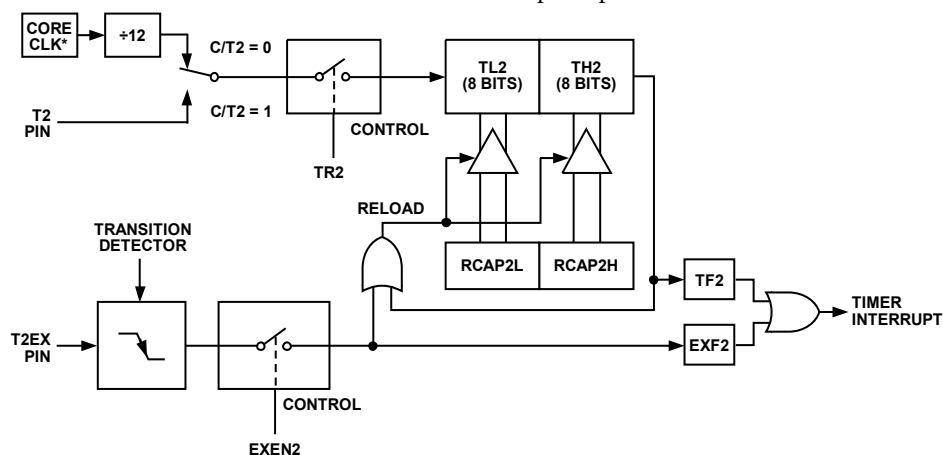 CORE
CLK*
÷12
C/T2 = 0
C/T2 = 1
T2
PIN
CONTROL
TR2
TL2
(8 BITS)
TH2
(8 BITS)
RELOAD
TRANSITION
DETECTOR
RCAP2L
RCAP2H
TF2
TIMER
INTERRUPT
T2EX
PIN
EXF2
CONTROL
EXEN2